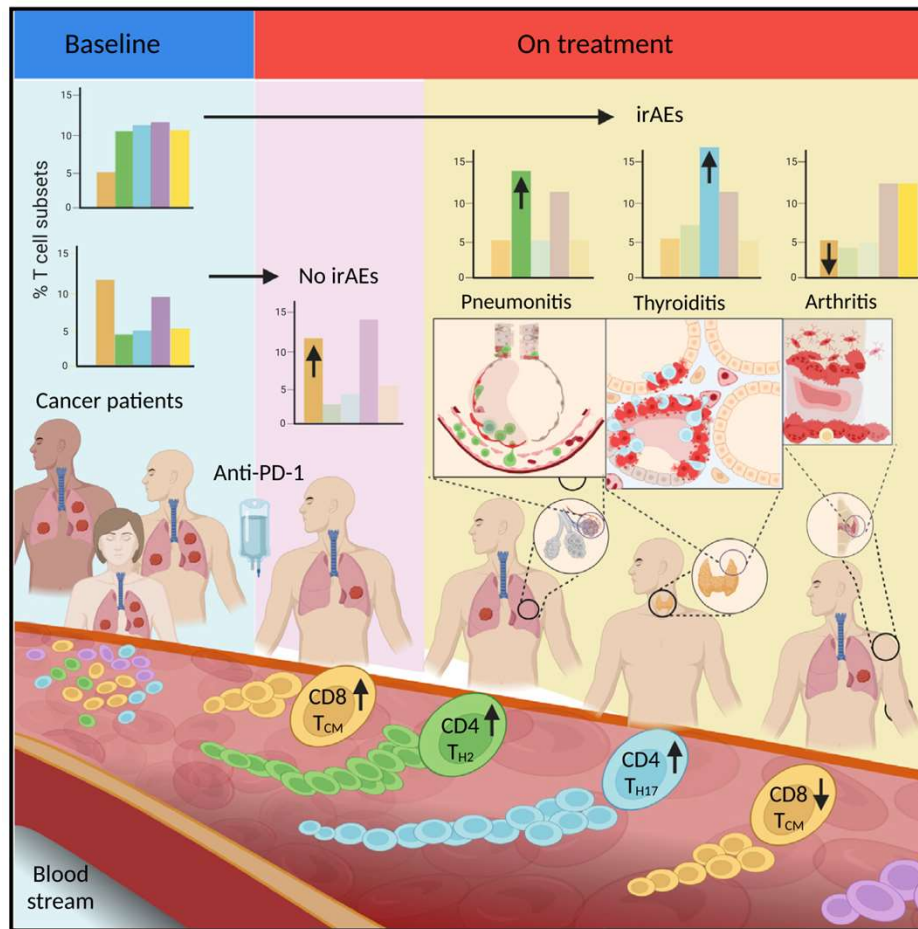 Baseline
On treatment
% T cell subsets
15
10
5
0
15
10
5
0
irAEs
15
10
5
0
15
10
5
0
15
10
5
0
No irAEs
15
10
5
0
Pneumonitis
Thyroiditis
Arthritis
Cancer patients
Anti-PD-1
CD8
TCM
CD4
TH2
CD4
TH17
CD8
TCM
Blood
stream